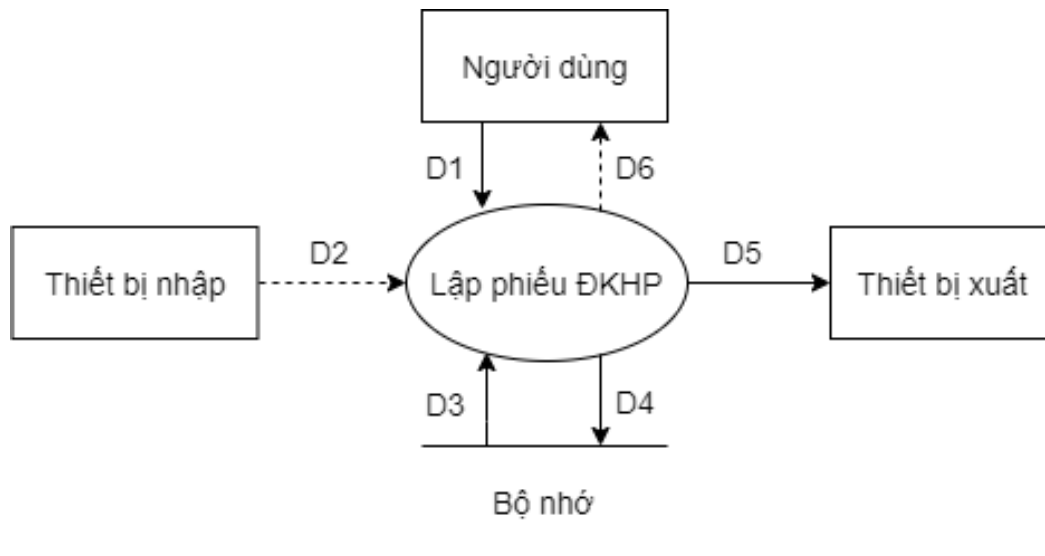 Người dùng
D1
D6
Thiết bị nhập
D2
Lập phiếu ĐKHP
D5
Thiết bị xuất
D3
D4
Bộ nhớ